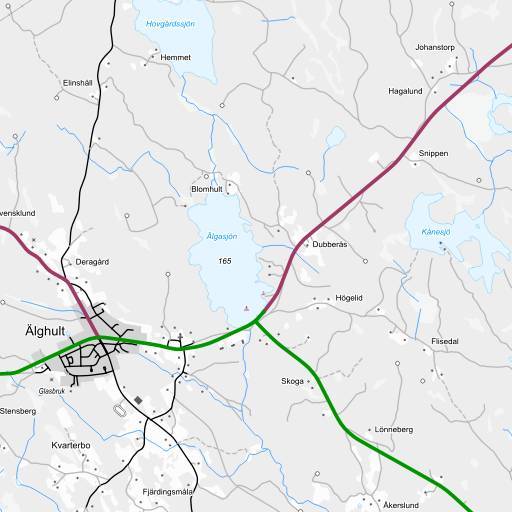 Hovgårdssjön
Johanstorp
Hemmet
Elinshåll
Hagalund
Snippen
Blomhult
vensklund
Älgasjön
Kånesjö
Dubberås
165
Deragård
Högelid
Älghult
Flisedal
Skoga
Glasbruk
Stensberg
Lönneberg
Kvarterbo
Fjärdingsmåla
Åkerslund